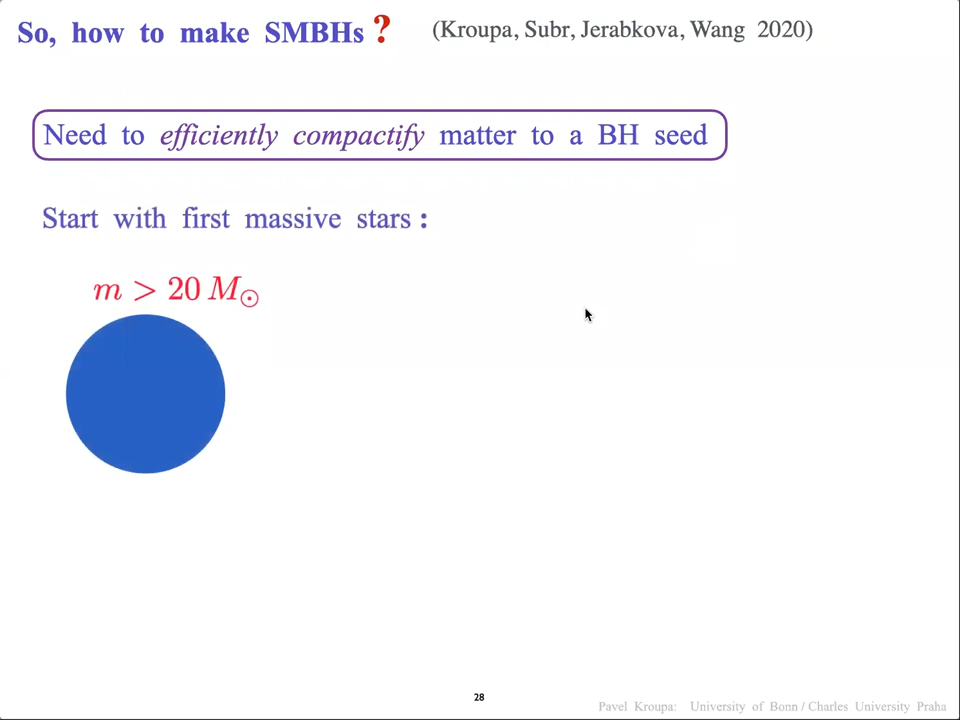 So, how to make SMBHs ? (Kroupa, Subr, Jerabkova, Wang 2020)
Need to efficiently compactify matter to a BH seed
Start with first massive stars :
m > 20 M⊙
28
Pavel Kroupa: University of Bonn / Charles University Praha